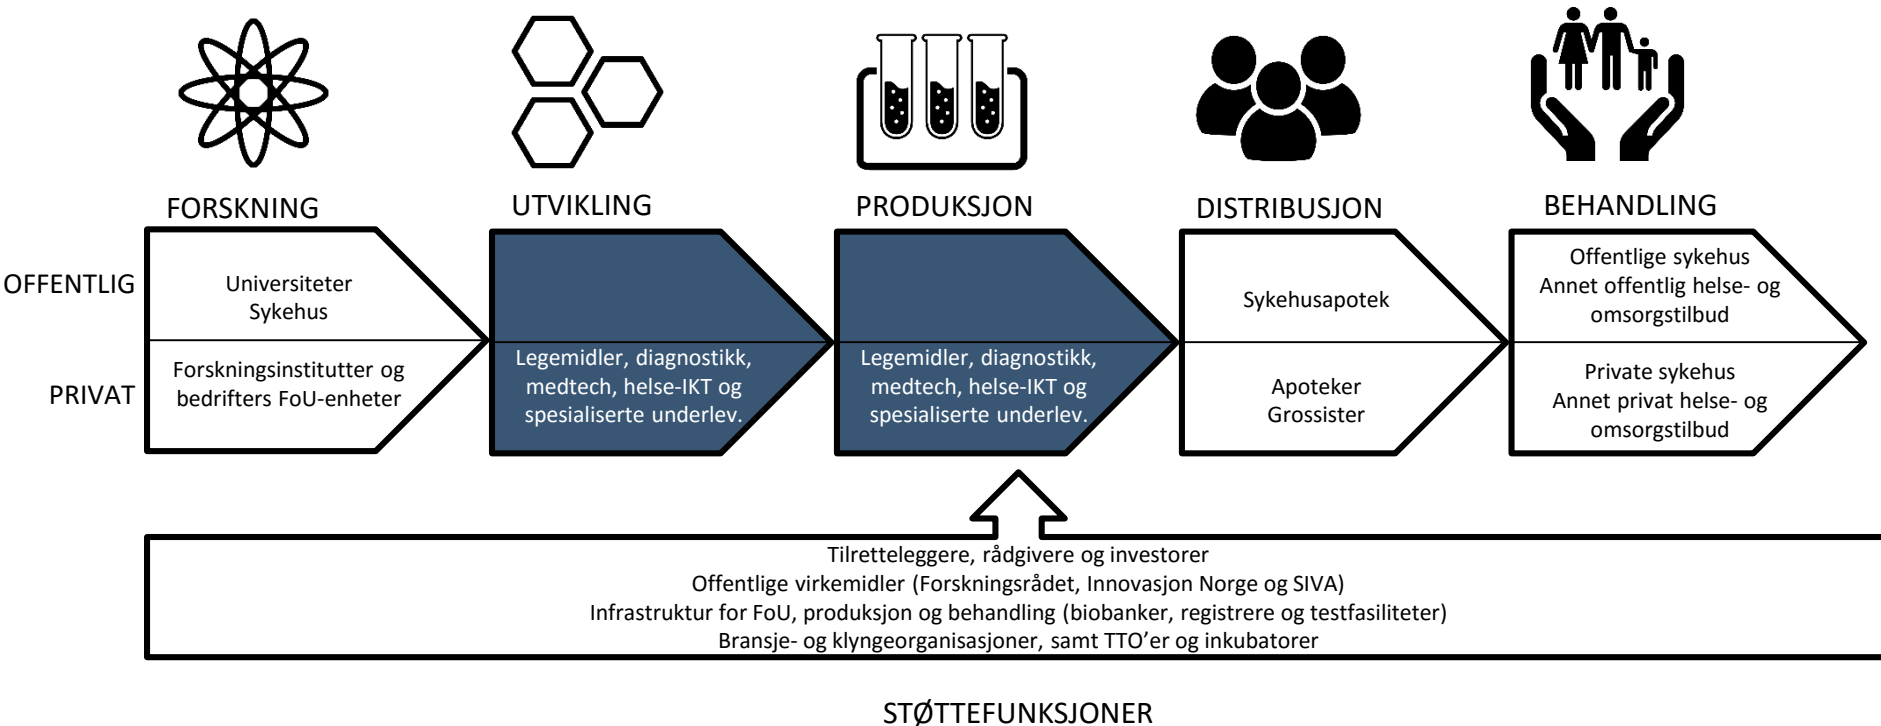 FORSKNING
UTVIKLING
PRODUKSJON
DISTRIBUSJON
BEHANDLING
OFFENTLIG
Universiteter
Sykehus
Sykehusapotek
Offentlige sykehus
Annet offentlig helse- og
omsorgstilbud
PRIVAT
Forskningsinstitutter og
bedrifters FoU-enheter
Legemidler, diagnostikk,
medtech, helse-IKT og
spesialiserte underlev.
Legemidler, diagnostikk,
medtech, helse-IKT og
spesialiserte underlev.
Apoteker
Grossister
Private sykehus
Annet privat helse- og
omsorgstilbud
Tilretteleggere, rådgivere og investorer
Offentlige virkemidler (Forskningsrådet, Innovasjon Norge og SIVA)
Infrastruktur for FoU, produksjon og behandling (biobanker, registrere og testfasiliteter)
Bransje- og klyngeorganisasjoner, samt TTO’er og inkubatorer
STØTTEFUNKSJONER